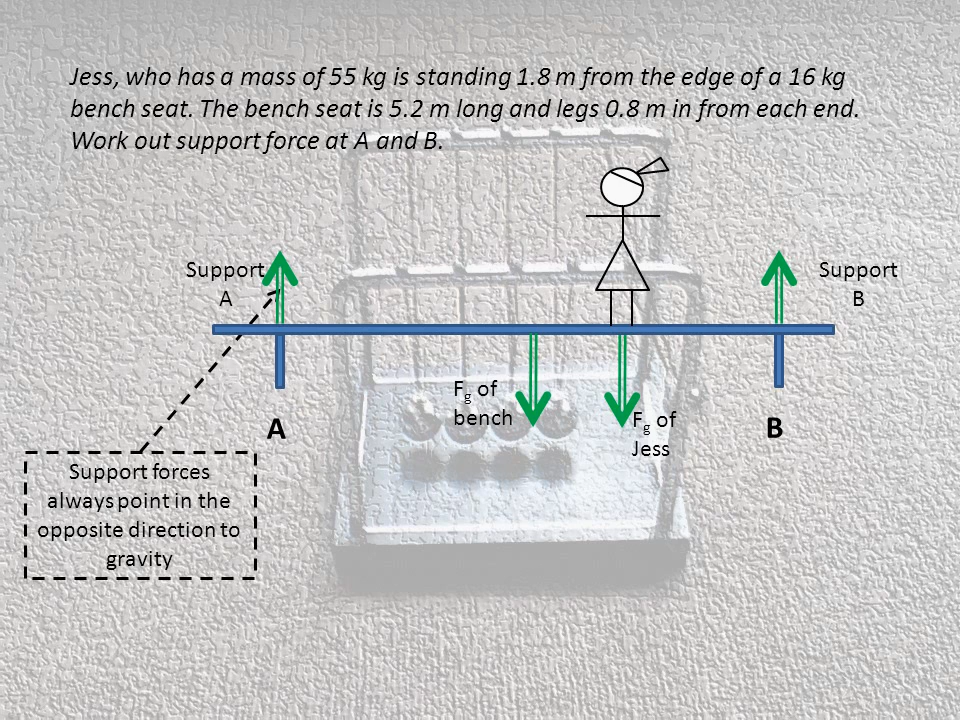 Jess, who has a mass of 55 kg is standing 1.8 m from the edge of a 16 kg
bench seat. The bench seat is 5.2 m long and legs 0.8 m in from each end.
Work out support force at A and B.
Support
A
Support
B
Fg of
bench
Fg of
Jess
A
B
Support forces
always point in the
opposite direction to
gravity